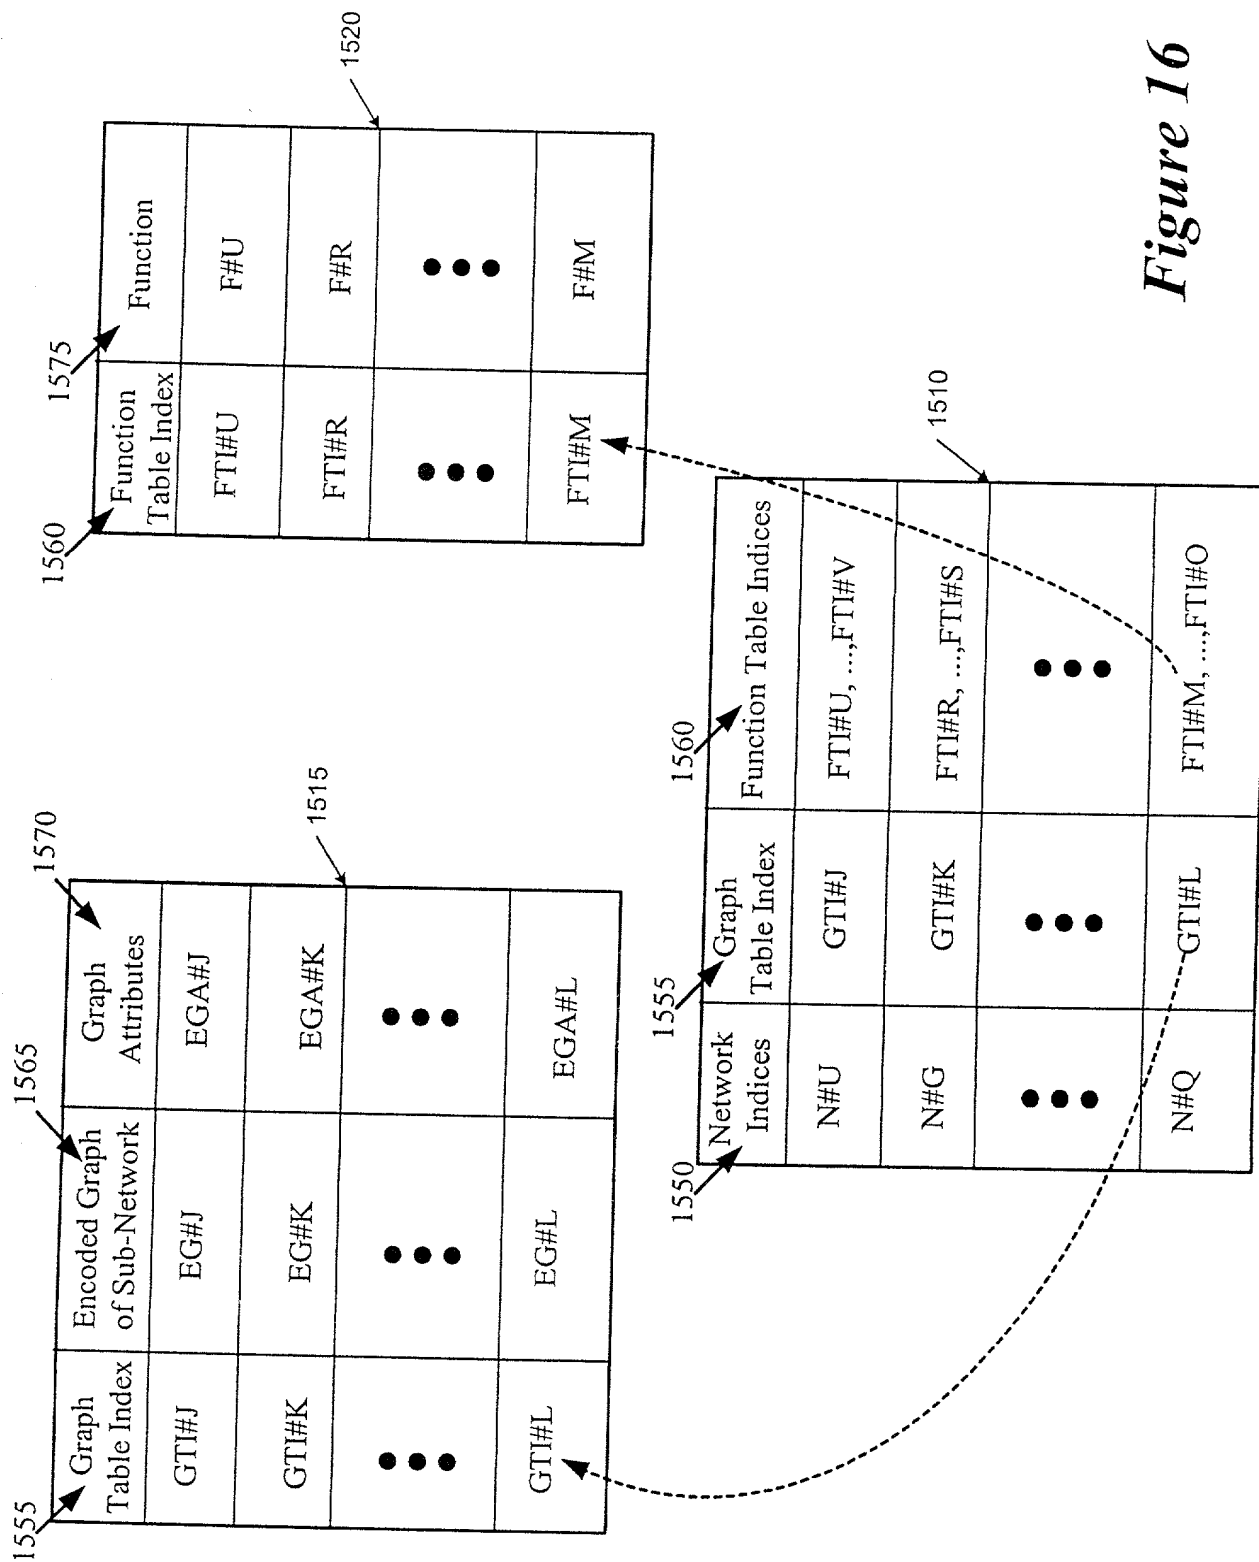 1555
1565
1570
Graph Table Index
Encoded Graph of Sub-Network
Graph Attributes
GTI#J
EG#J
EGA#J
GTI#K
EG#K
EGA#K
1515
GTI#L
EG#L
EGA#L
1560
1575
Function Table Index
Function
FTI#U
F#U
FTI#R
F#R
1520
FTI#M
F#M
1550
1555
1560
Network Indices
Graph Table Index
Function Table Indices
N#U
GTI#J
FTI#U, ...,FTI#V
N#G
GTI#K
FTI#R, ...,FTI#S
1510
N#Q
GTI#L
FTI#M, ...,FTI#O
Figure 16